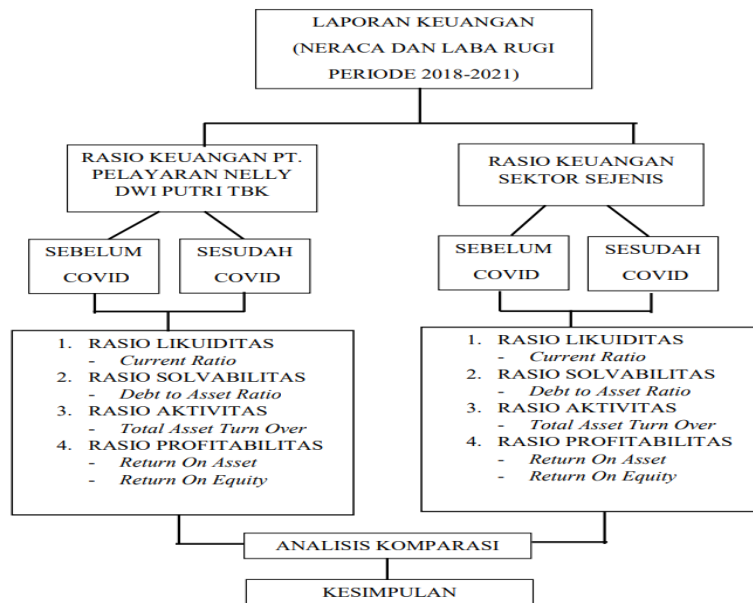 LAPORAN KEUANGAN
(NERACA DAN LABA RUGI
PERIODE 2018-2021)
RASIO KEUANGAN PT.
PELAYARAN NELLY
DWI PUTRI TBK
RASIO KEUANGAN
SEKTOR SEJENIS
SEBELUM
COVID
SESUDAH
COVID
SEBELUM
COVID
SESUDAH
COVID
1. RASIO LIKUIDITAS
- Current Ratio
2. RASIO SOLVABILITAS
- Debt to Asset Ratio
3. RASIO AKTIVITAS
- Total Asset Turn Over
4. RASIO PROFITABILITAS
- Return On Asset
- Return On Equity
1. RASIO LIKUIDITAS
- Current Ratio
2. RASIO SOLVABILITAS
- Debt to Asset Ratio
3. RASIO AKTIVITAS
- Total Asset Turn Over
4. RASIO PROFITABILITAS
- Return On Asset
- Return On Equity
ANALISIS KOMPARASI
KESIMPULAN